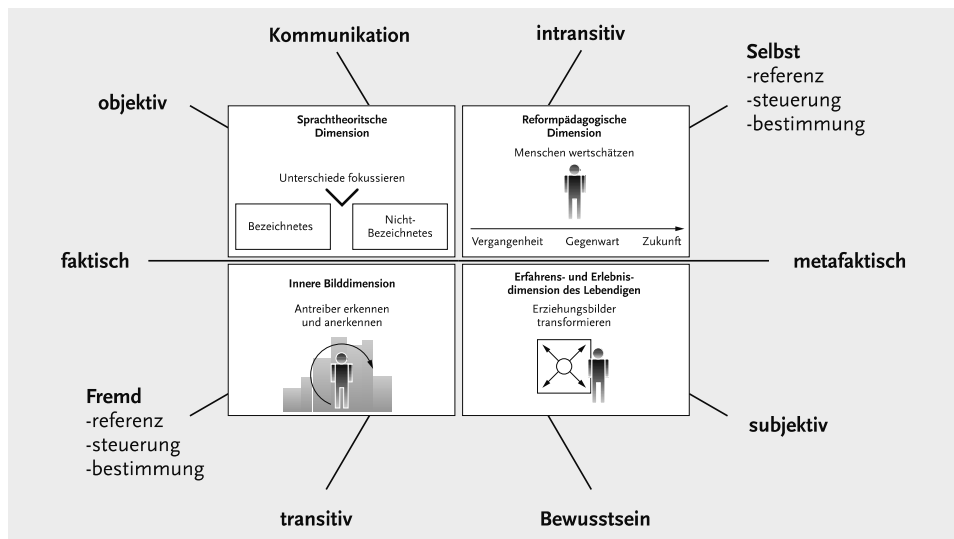 Kommunikation
intransitiv
Selbst
-referenz
-steuerung
-bestimmung
objektiv
Sprachtheoritsche
Dimension
Unterschiede fokussieren
Bezeichnetes
Nicht-
Bezeichnetes
Reformpädagogische
Dimension
Menschen wertschätzen
Vergangenheit
Gegenwart
Zukunft
faktisch
metafaktisch
Innere Bilddimension
Antreiber erkennen
und anerkennen
Erfahrens- und Erlebnis-
dimension des Lebendigen
Erziehungsbilder
transformieren
Fremd
-referenz
-steuerung
-bestimmung
subjektiv
transitiv
Bewusstsein